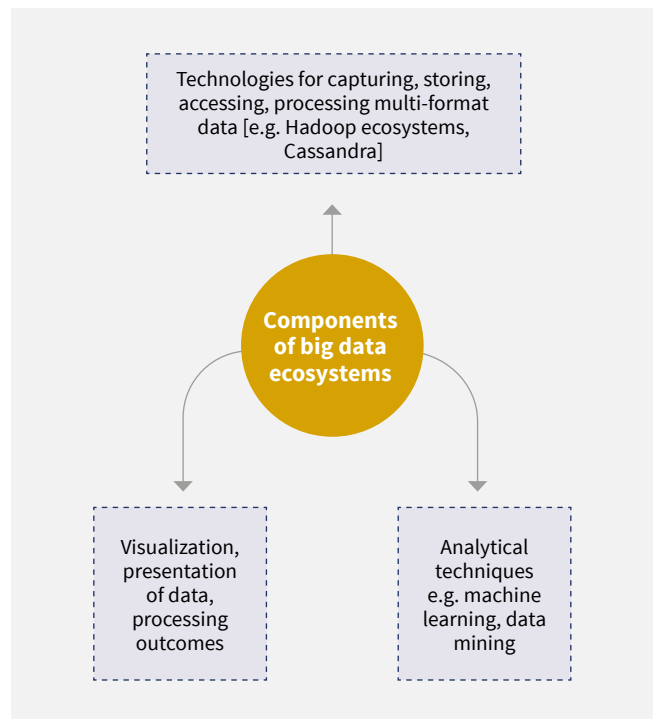 Technologies for capturing, storing,
accessing, processing multi-format
data [e.g. Hadoop ecosystems,
Cassandra]
Components
of big data
ecosystems
Visualization,
presentation
of data,
processing
outcomes
Analytical
techniques
e.g. machine
learning, data
mining